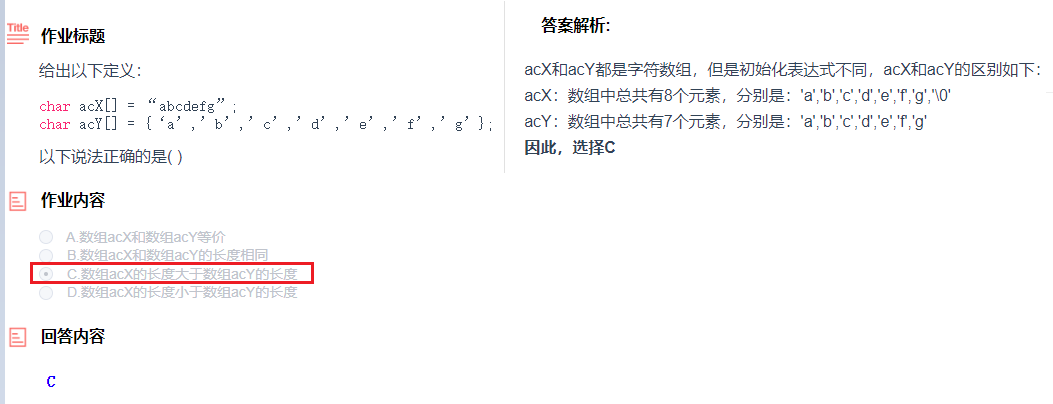 Title
作业标题
给出以下定义：
char acX[] = “abcdefg”;
char acY[] = {‘a’,’b’,’c’,’d’,’e’,’f’,’g’};
以下说法正确的是( )
作业内容
A.数组acX和数组acY等价
B.数组acX和数组acY的长度相同
C.数组acX的长度大于数组acY的长度
D.数组acX的长度小于数组acY的长度
回答内容
C
答案解析：
acX和acY都是字符数组，但是初始化表达式不同，acX和acY的区别如下：
acX：数组中总共有8个元素，分别是：'a','b','c','d','e','f','g','\0'
acY：数组中总共有7个元素，分别是：'a','b','c','d','e','f','g'
因此，选择C